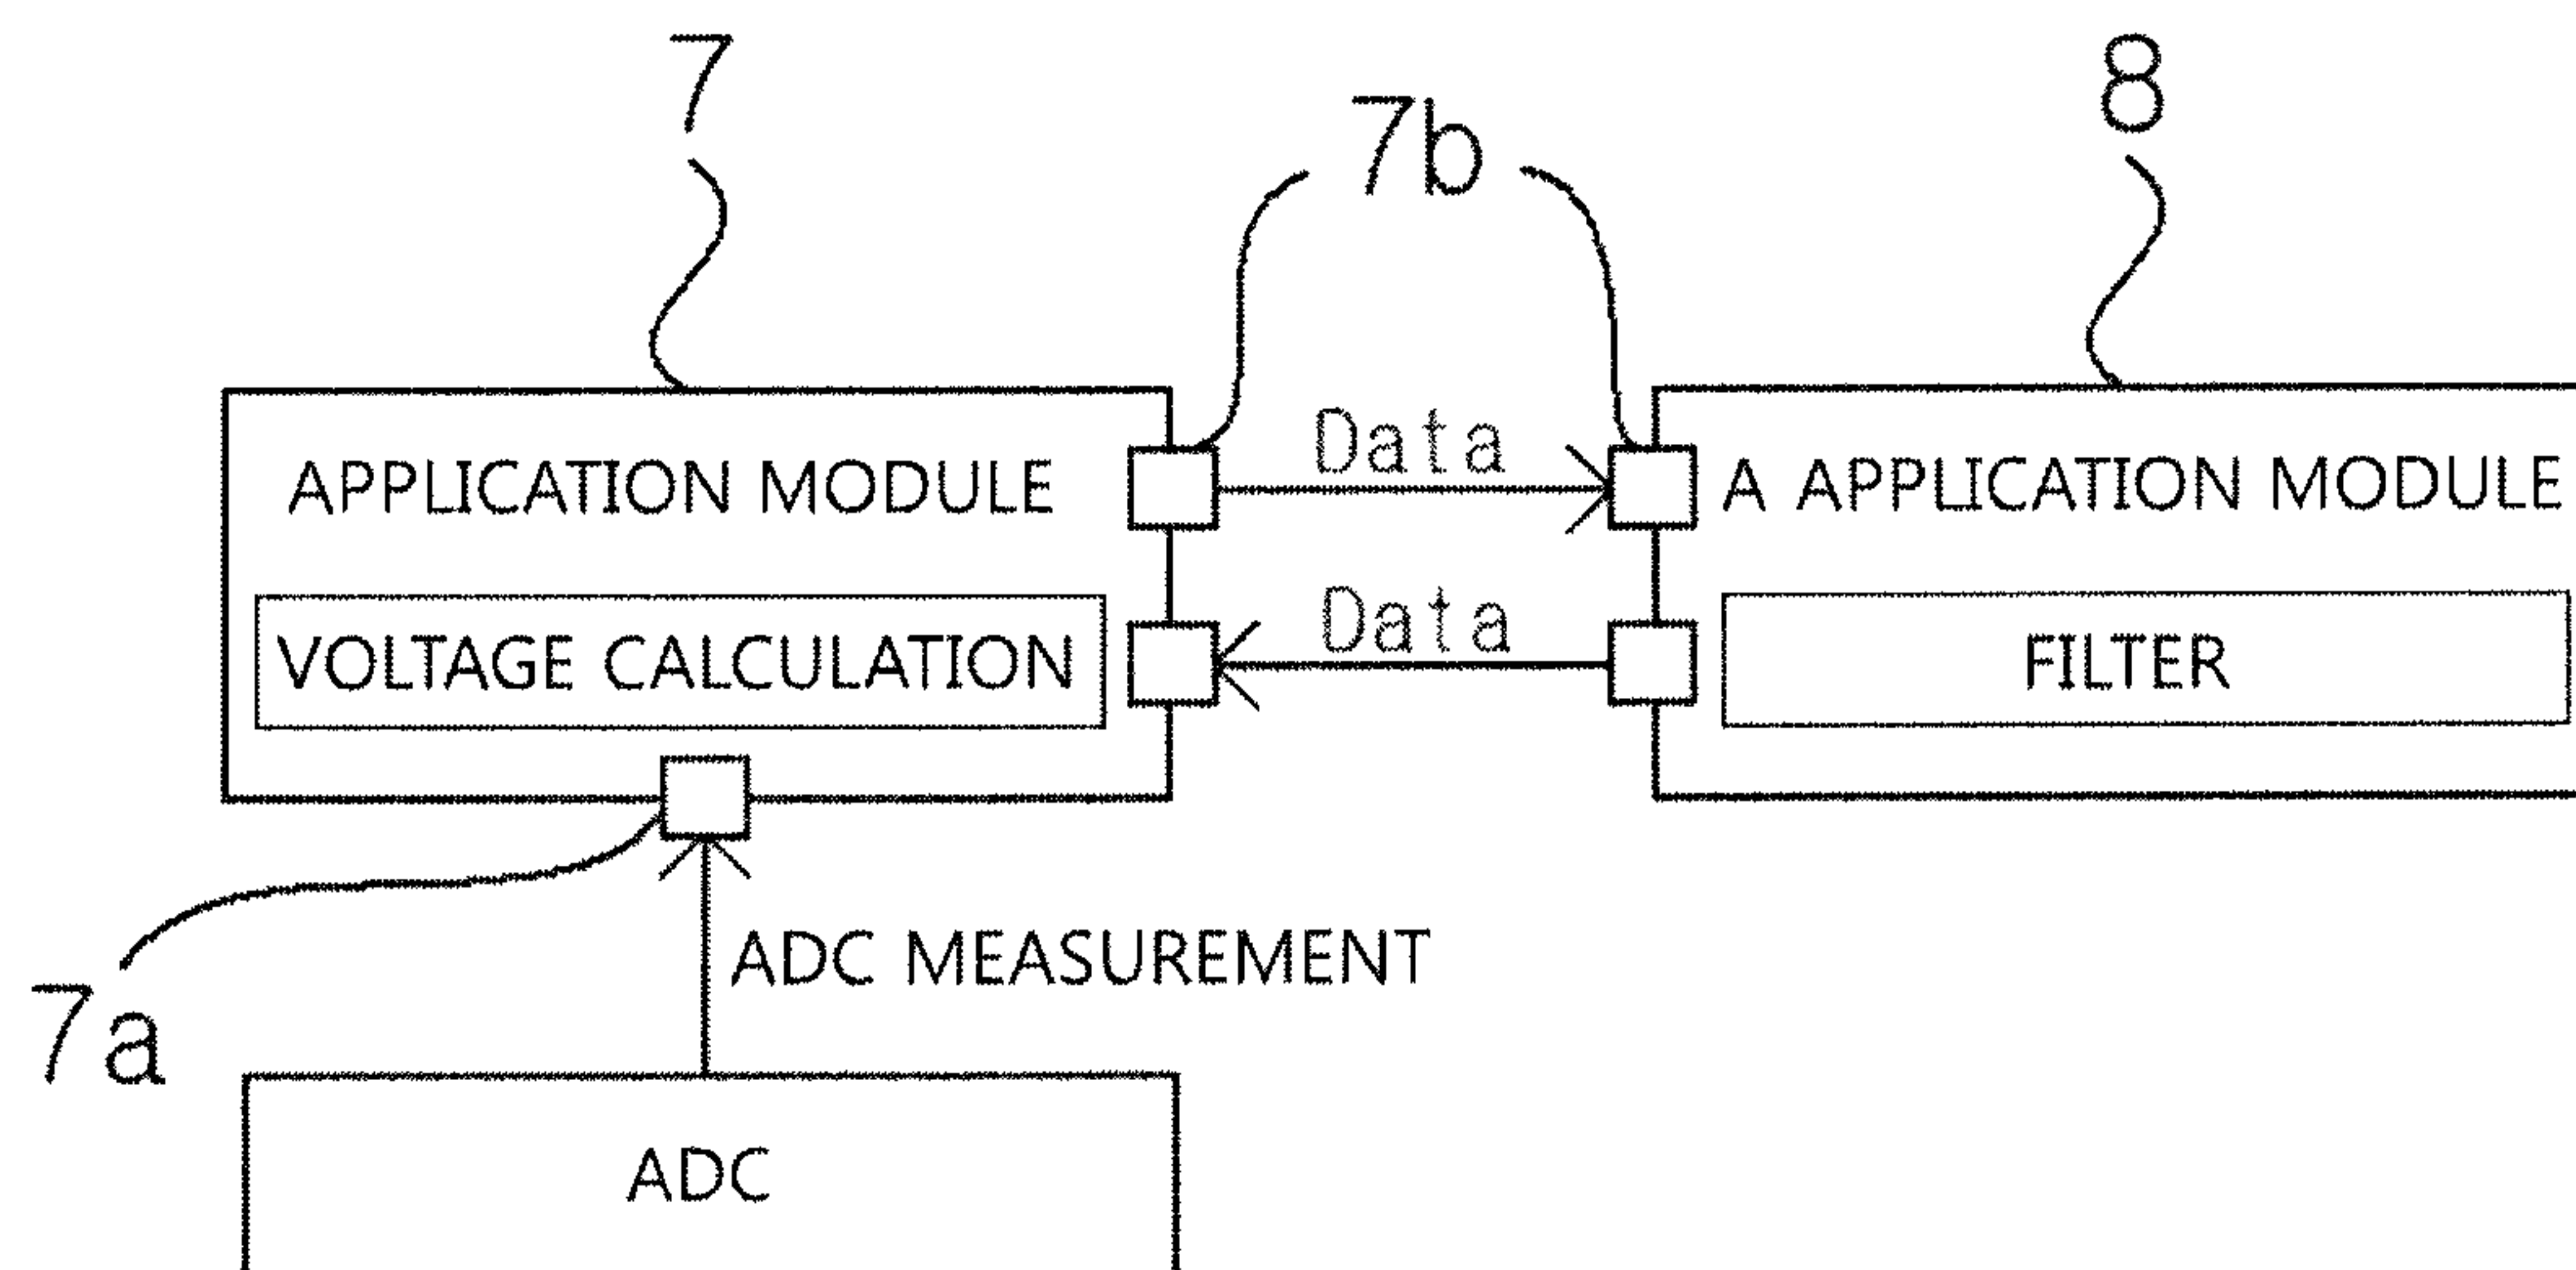 7
7b
8
APPLICATION MODULE
Data
A APPLICATION MODULE
VOLTAGE CALCULATION
Data
FILTER
ADC MEASUREMENT
7a
ADC